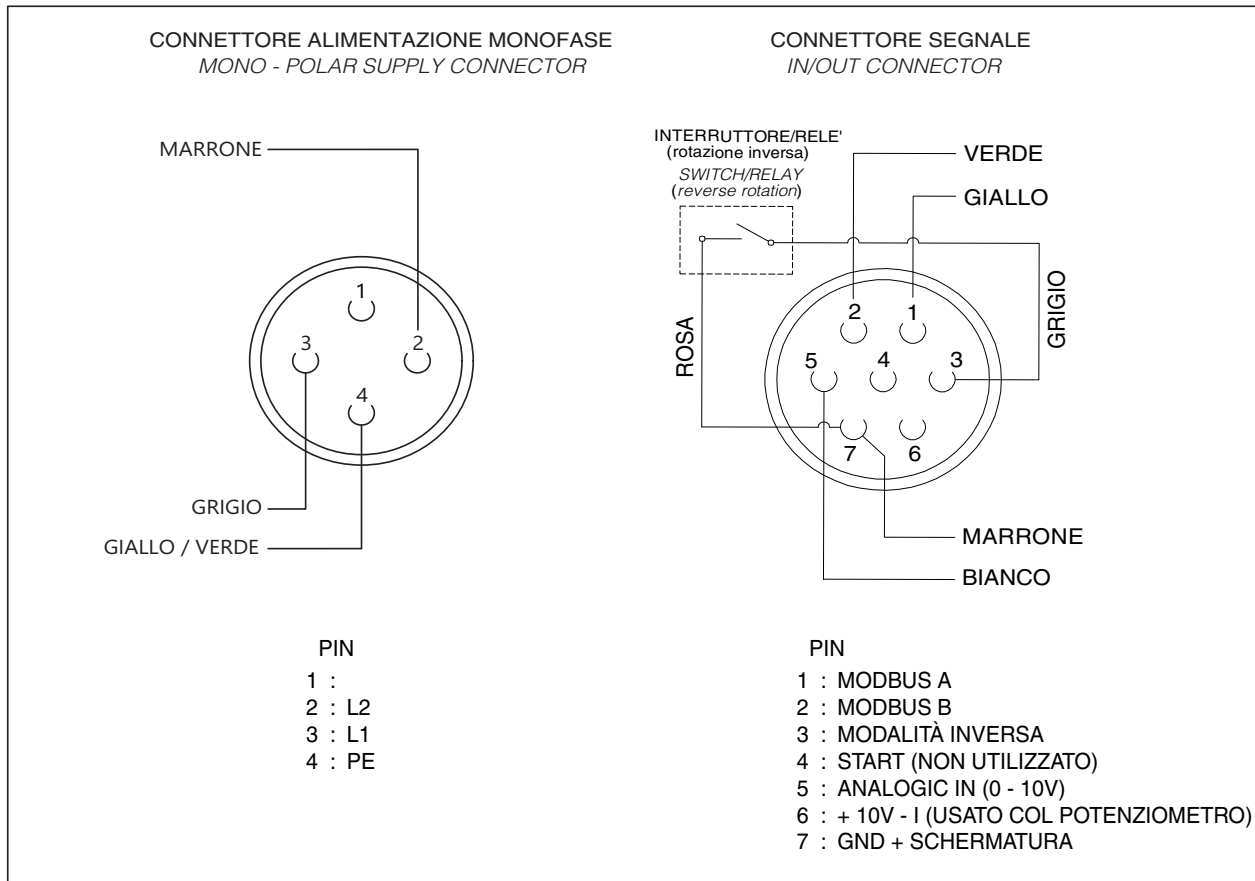 CONNETTORE ALIMENTAZIONE MONOFASE
MONO - POLAR SUPPLY CONNECTOR
MARRONE
1
3
2
4
GRIGIO
GIALLO / VERDE
PIN
1 :
2 : L2
3 : L1
4 : PE
CONNETTORE SEGNALE
IN/OUT CONNECTOR
INTERRUTTORE/RELE'
(rotazione inversa)
SWITCH/RELAY
(reverse rotation)
VERDE
GIALLO
ROSA
GRIGIO
2
1
5
4
3
7
6
MARRONE
BIANCO
PIN
1 : MODBUS A
2 : MODBUS B
3 : MODALITÀ INVERSA
4 : START (NON UTILIZZATO)
5 : ANALOGIC IN (0 - 10V)
6 : + 10V - I (USATO COL POTENZIOMETRO)
7 : GND + SCHERMATURA